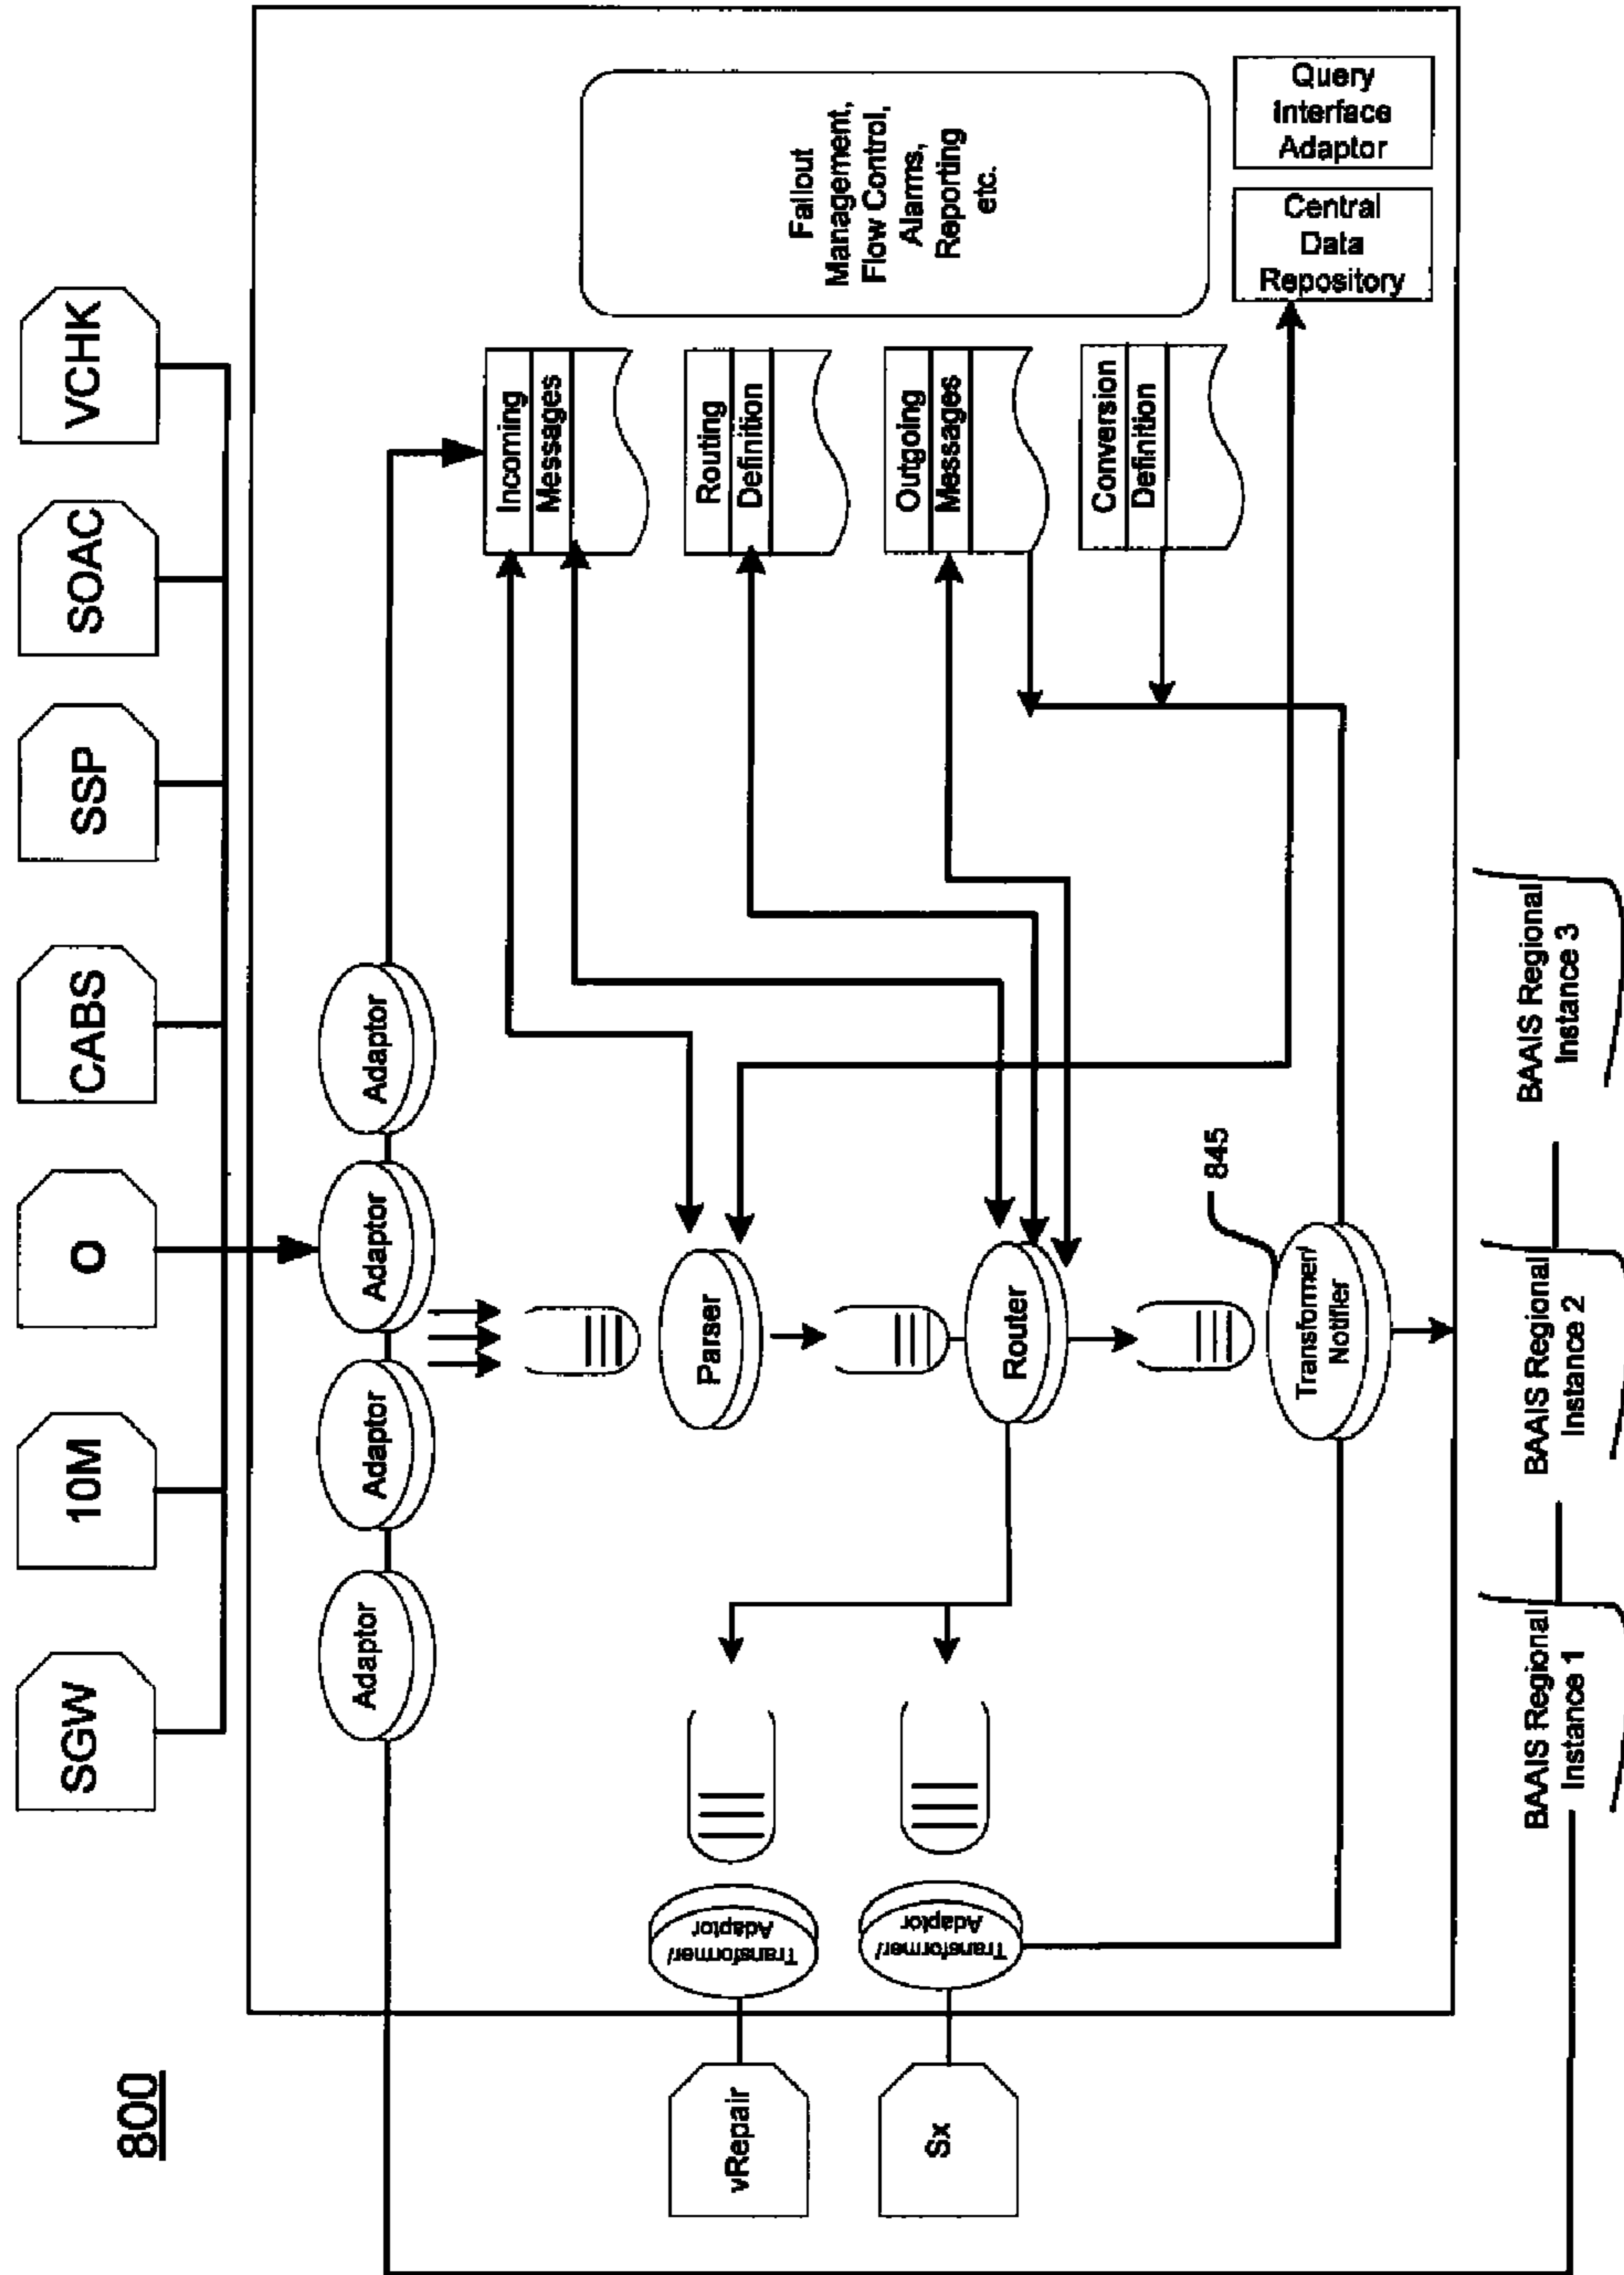 800
SGW
10M
O
CABS
SSP
SOAC
VCHK
Adaptor
Adaptor
Adaptor
Adaptor
Incoming
Messages
Routing
Definition
Outgoing
Messages
Conversion
Definition
Fallout
Management,
Flow Control,
Alarms,
Reporting
etc.
Query
Interface
Adaptor
Central
Data
Repository
Parser
Router
Transformer/
Notifier
845
vRepair
Transformer/
Adaptor
Sx
Transformer/
Adaptor
BAAIS Regional
Instance 1
BAAIS Regional
Instance 2
BAAIS Regional
Instance 3